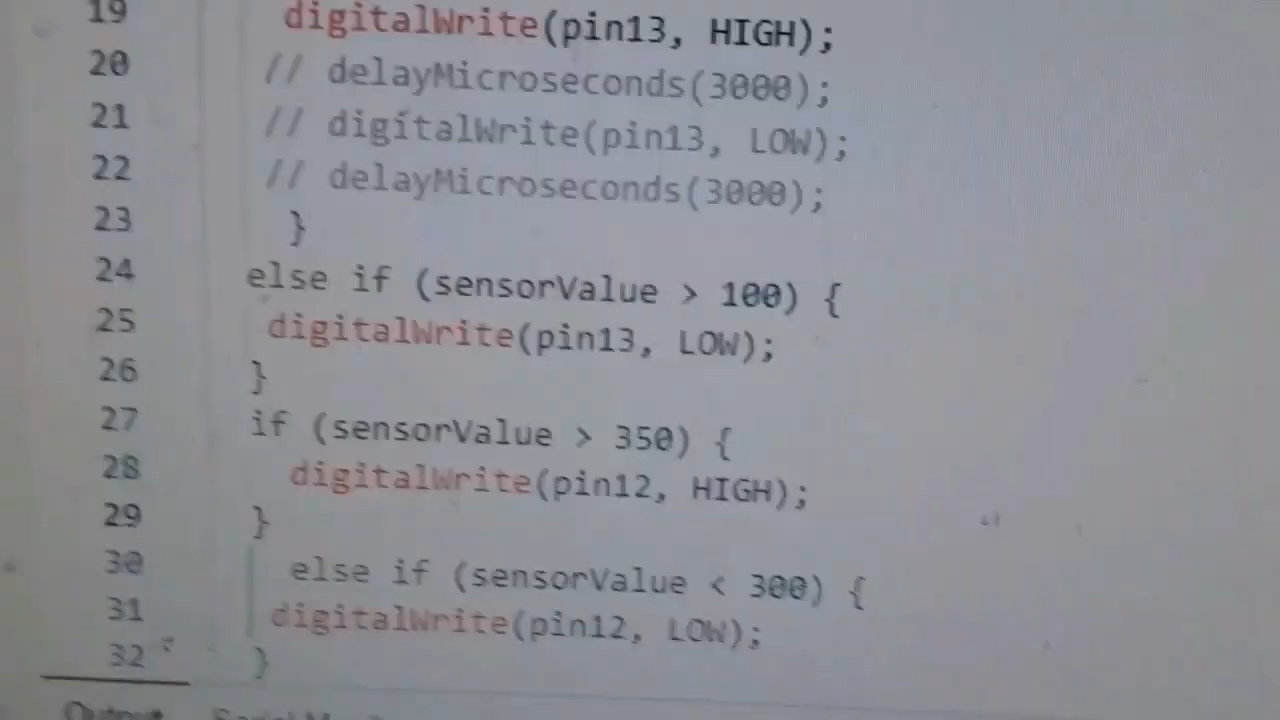 19 digitalWrite(pin13, HIGH);
20 // delayMicroseconds(3000);
21 // digitalWrite(pin13, LOW);
22 // delayMicroseconds(3000);
23 }
24 else if (sensorValue > 100) {
25 digitalWrite(pin13, LOW);
26 }
27 if (sensorValue > 350) {
28 digitalWrite(pin12, HIGH);
29 }
30 else if (sensorValue < 300) {
31 digitalWrite(pin12, LOW);
32 }
Output